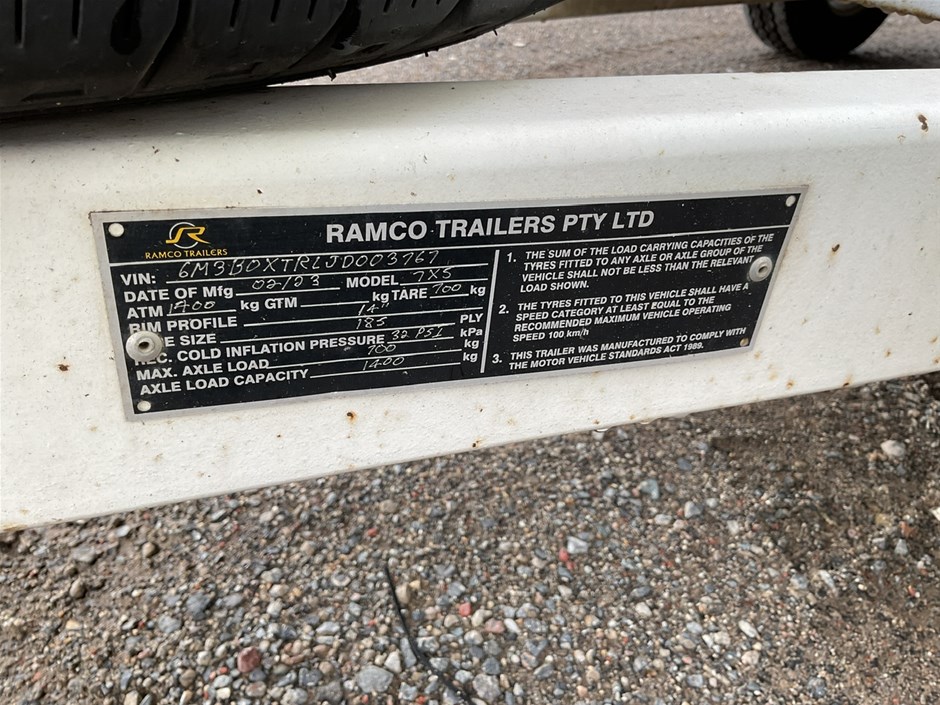 RAMCO TRAILERS
RAMCO TRAILERS PTY LTD
VIN: 6M3BOXTRLJD003767
DATE OF Mfg 02/23 MODEL 7X5
ATM 1400 kg GTM kg TARE 700 kg
RIM PROFILE 14"
SIZE 185 PLY
COLD INFLATION PRESSURE 32 PSI kPa
MAX. AXLE LOAD 700 kg
AXLE LOAD CAPACITY 1400 kg
1. THE SUM OF THE LOAD CARRYING CAPACITIES OF THE
TYRES FITTED TO ANY AXLE OR AXLE GROUP OF THE
VEHICLE SHALL NOT BE LESS THAN THE RELEVANT
LOAD SHOWN.
2. THE TYRES FITTED TO THIS VEHICLE SHALL HAVE A
SPEED CATEGORY AT LEAST EQUAL TO THE
RECOMMENDED MAXIMUM VEHICLE OPERATING
SPEED 100 km/h
3. THIS TRAILER WAS MANUFACTURED TO COMPLY WITH
THE MOTOR VEHICLE STANDARDS ACT 1989.